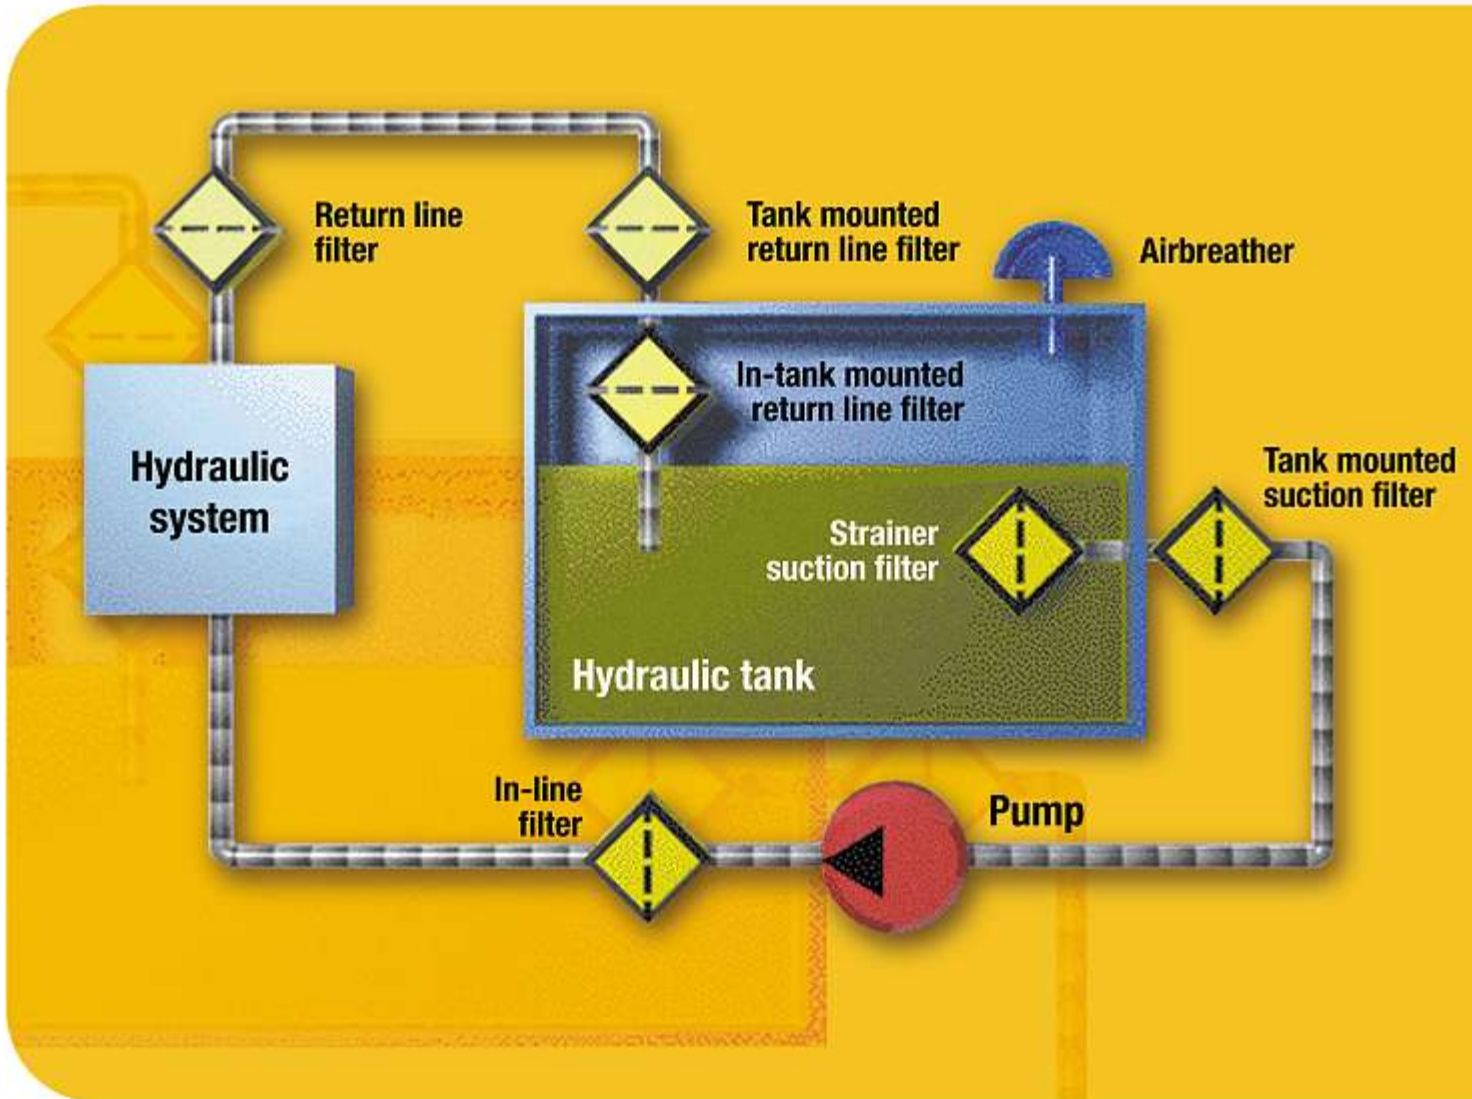 Return line
filter
Tank mounted
return line filter
Airbreather
In-tank mounted
return line filter
Hydraulic
system
Tank mounted
suction filter
Strainer
suction filter
Hydraulic tank
In-line
filter
Pump